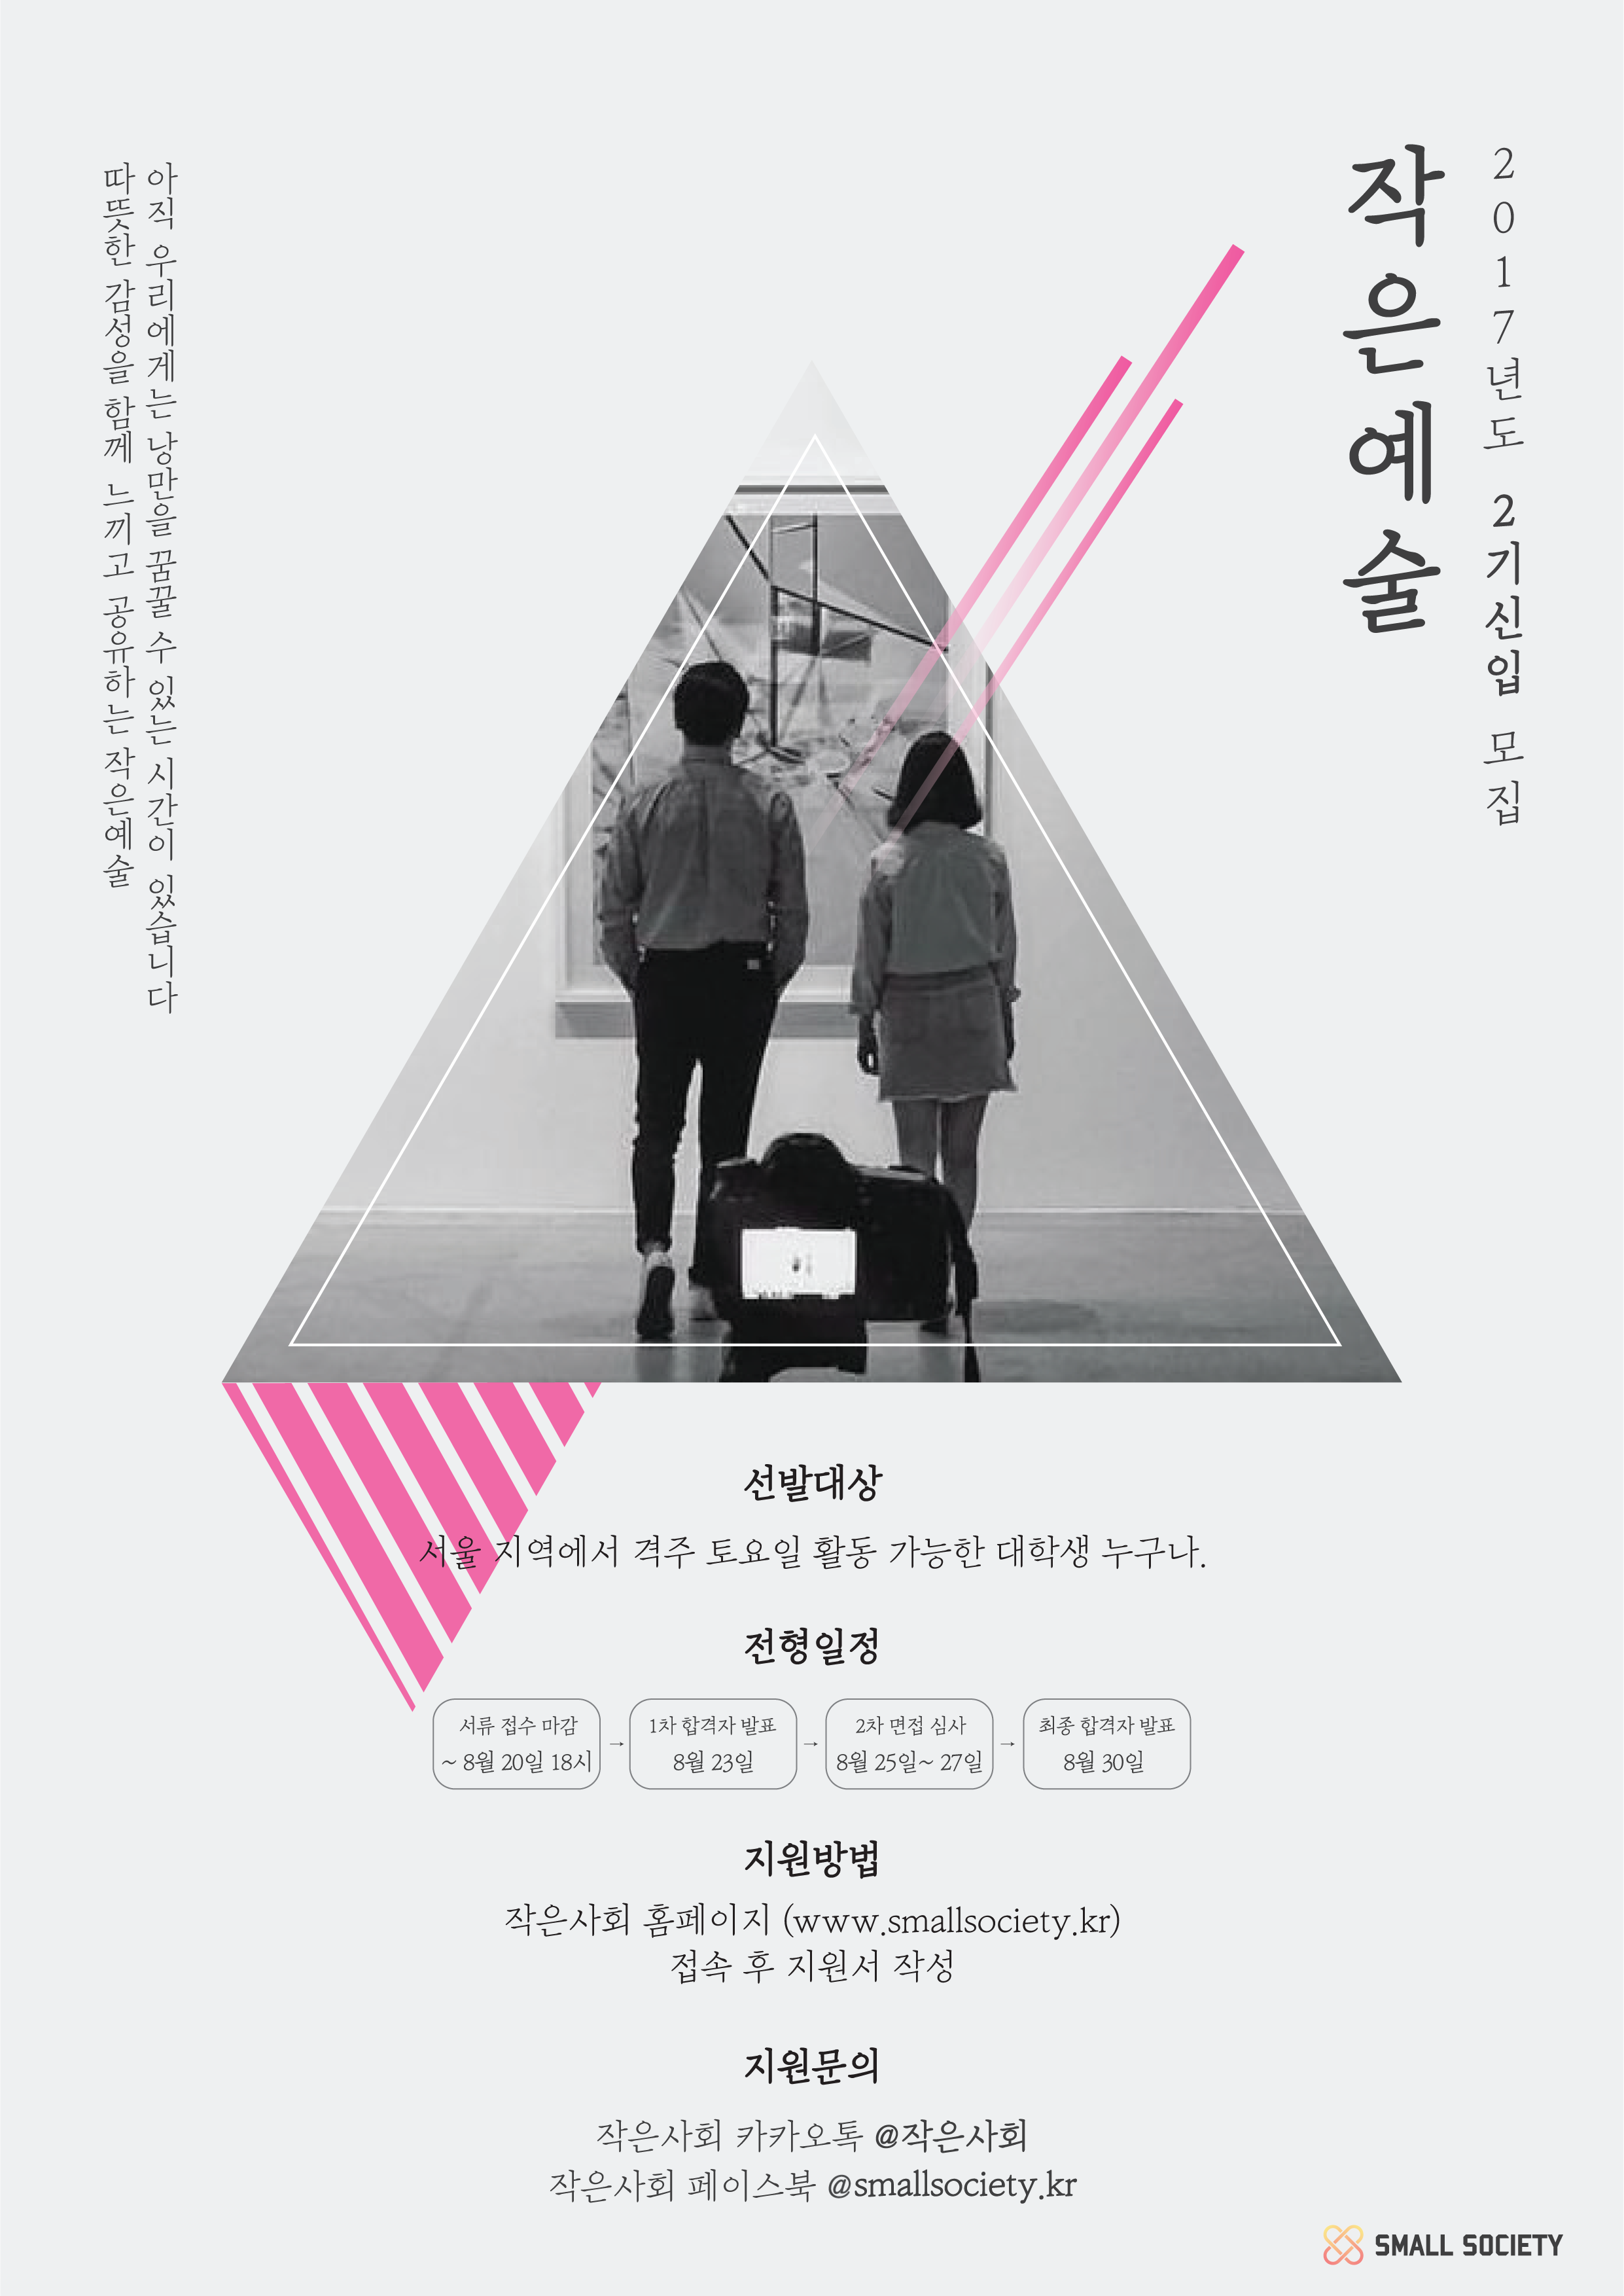 2017년도 2기 신입 모집
작은예술
아직 우리에게는 낭만을 꿈꿀 수 있는 시간이 있습니다
따뜻한 감성을 함께 느끼고 공유하는 작은예술
선발대상
서울 지역에서 격주 토요일 활동 가능한 대학생 누구나.
전형일정
서류 접수 마감
~ 8월 20일 18시
→
1차 합격자 발표
8월 23일
→
2차 면접 심사
8월 25일~ 27일
→
최종 합격자 발표
8월 30일
지원방법
작은사회 홈페이지 (www.smallsociety.kr)
접속 후 지원서 작성
지원문의
작은사회 카카오톡 @작은사회
작은사회 페이스북 @smallsociety.kr
SMALL SOCIETY